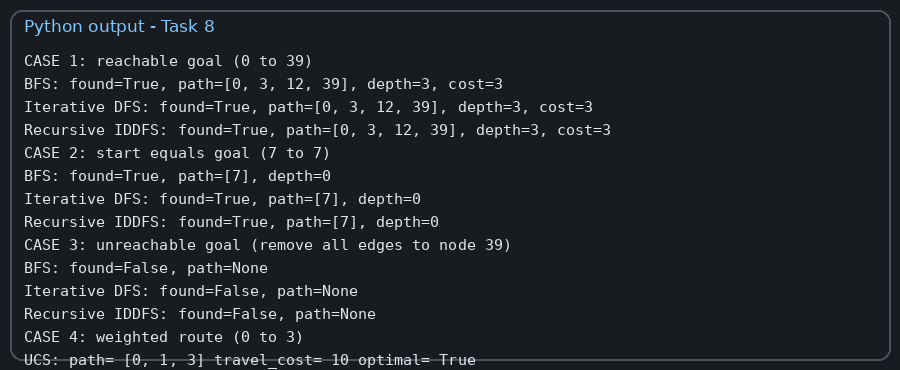 Python output - Task 8
CASE 1: reachable goal (0 to 39)
BFS: found=True, path=[0, 3, 12, 39], depth=3, cost=3
Iterative DFS: found=True, path=[0, 3, 12, 39], depth=3, cost=3
Recursive IDDFS: found=True, path=[0, 3, 12, 39], depth=3, cost=3
CASE 2: start equals goal (7 to 7)
BFS: found=True, path=[7], depth=0
Iterative DFS: found=True, path=[7], depth=0
Recursive IDDFS: found=True, path=[7], depth=0
CASE 3: unreachable goal (remove all edges to node 39)
BFS: found=False, path=None
Iterative DFS: found=False, path=None
Recursive IDDFS: found=False, path=None
CASE 4: weighted route (0 to 3)
UCS: path= [0, 1, 3] travel_cost= 10 optimal= True